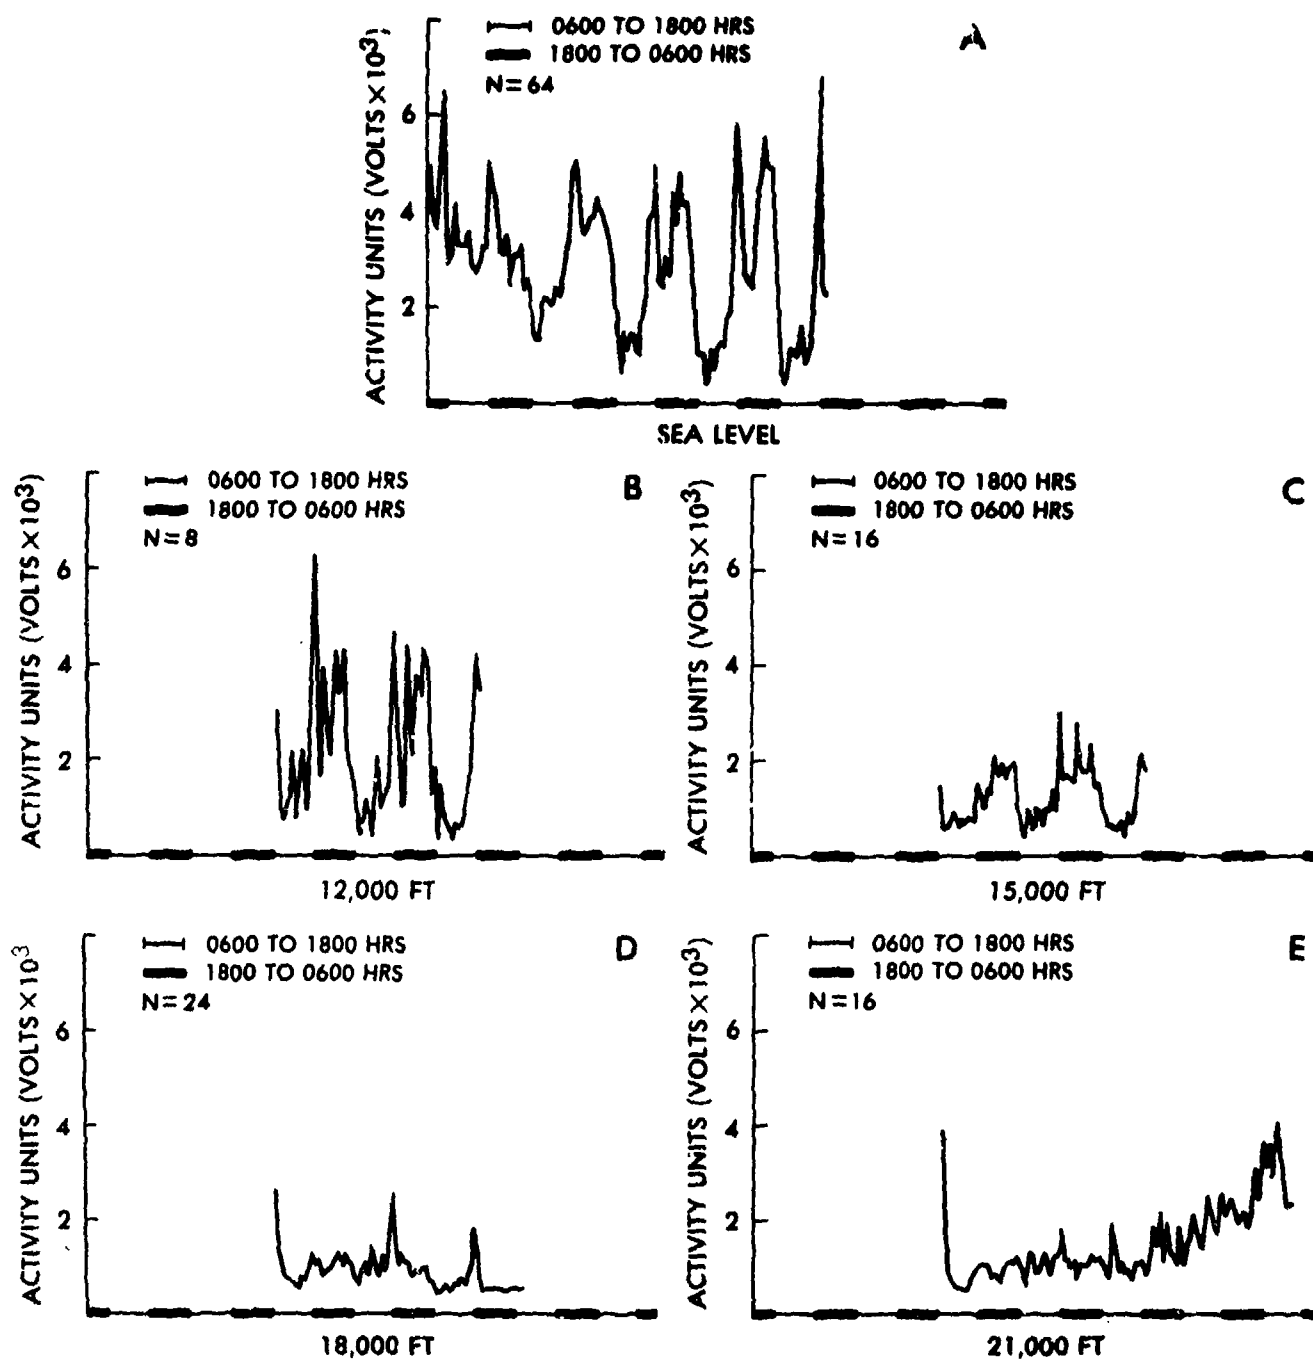 0600 TO 1800 HRS
1800 TO 0600 HRS
N=64
A
ACTIVITY UNITS (VOLTS×10³)
6
4
2
SEA LEVEL
0600 TO 1800 HRS
1800 TO 0600 HRS
N=8
B
ACTIVITY UNITS (VOLTS×10³)
6
4
2
12,000 FT
0600 TO 1800 HRS
1800 TO 0600 HRS
N=16
C
ACTIVITY UNITS (VOLTS×10³)
6
4
2
15,000 FT
0600 TO 1800 HRS
1800 TO 0600 HRS
N=24
D
ACTIVITY UNITS (VOLTS×10³
6
4
2
18,000 FT
0600 TO 1800 HRS
1800 TO 0600 HRS
N=16
E
ACTIVITY UNITS (VOLTS×10³)
6
4
2
21,000 FT